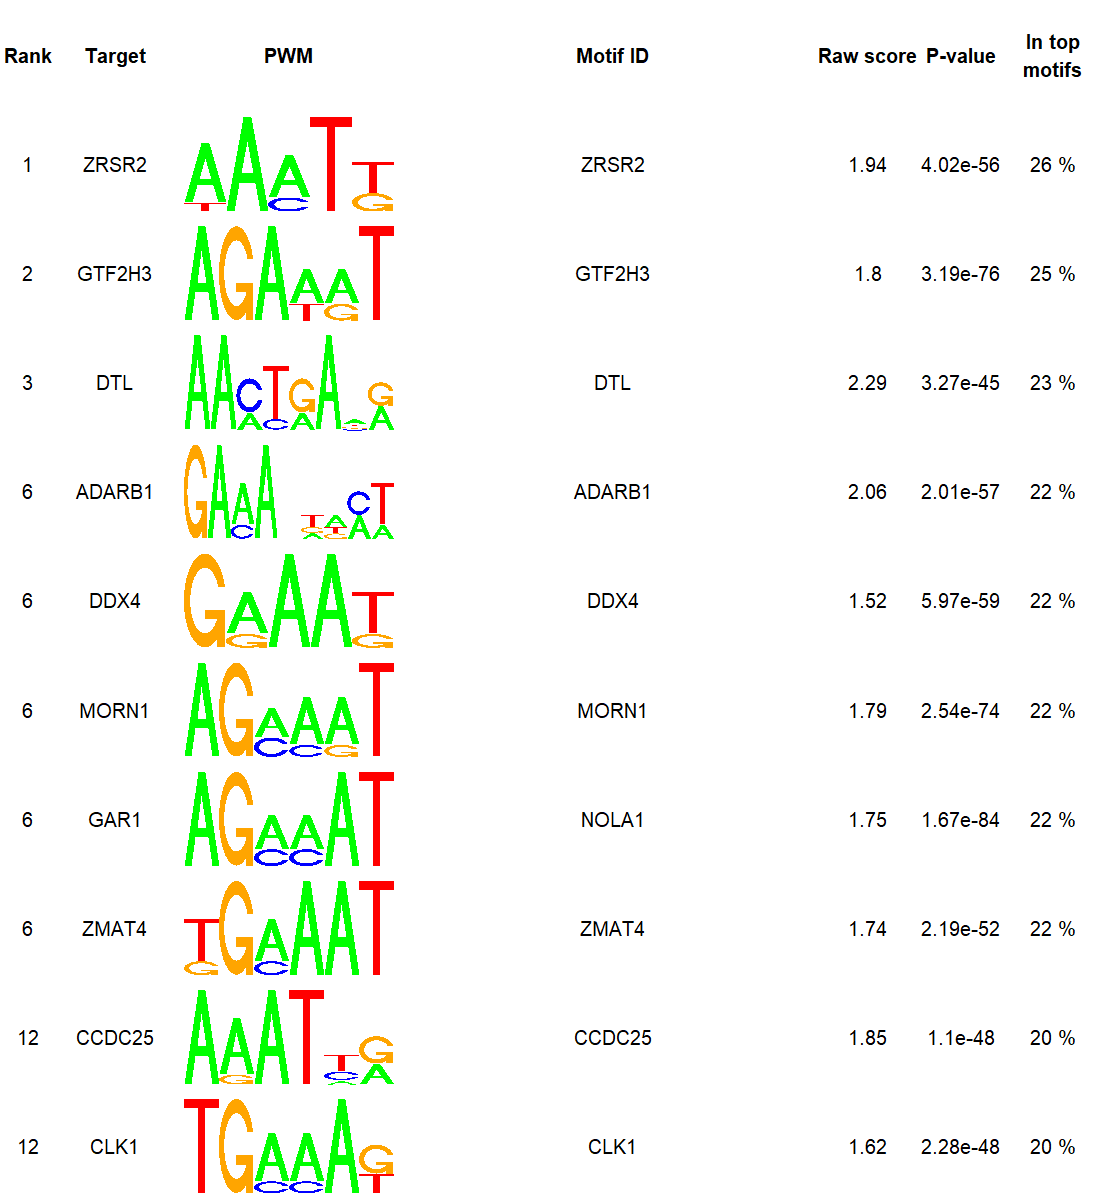 Rank Target PWM Motif ID Raw score P-value In top motifs
1 ZRSR2 ZRSR2 1.94 4.02e-56 26 %
2 GTF2H3 GTF2H3 1.8 3.19e-76 25 %
3 DTL DTL 2.29 3.27e-45 23 %
6 ADARB1 ADARB1 2.06 2.01e-57 22 %
6 DDX4 DDX4 1.52 5.97e-59 22 %
6 MORN1 MORN1 1.79 2.54e-74 22 %
6 GAR1 NOLA1 1.75 1.67e-84 22 %
6 ZMAT4 ZMAT4 1.74 2.19e-52 22 %
12 CCDC25 CCDC25 1.85 1.1e-48 20 %
12 CLK1 CLK1 1.62 2.28e-48 20 %